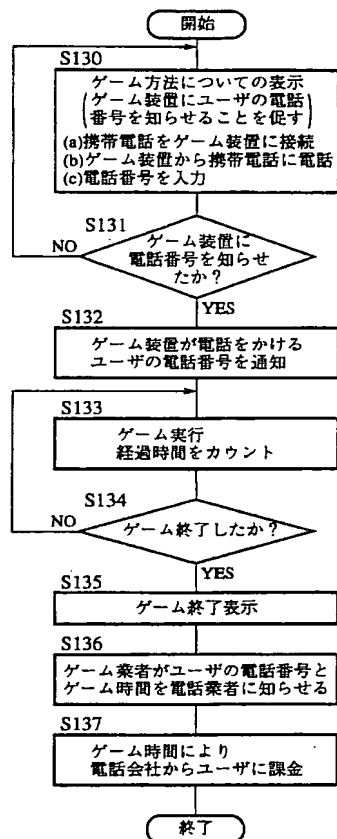 開始
S130
ゲーム方法についての表示
(ゲーム装置にユーザの電話
番号を知らせることを促す)
(a)携帯電話をゲーム装置に接続
(b)ゲーム装置から携帯電話に電話
(c)電話番号を入力
S131
ゲーム装置に
電話番号を知らせ
たか?
NO
YES
S132
ゲーム装置が電話をかける
ユーザの電話番号を通知
S133
ゲーム実行
経過時間をカウント
S134
ゲーム終了したか?
NO
YES
S135
ゲーム終了表示
S136
ゲーム業者がユーザの電話番号と
ゲーム時間を電話業者に知らせる
S137
ゲーム時間により
電話会社からユーザに課金
終了